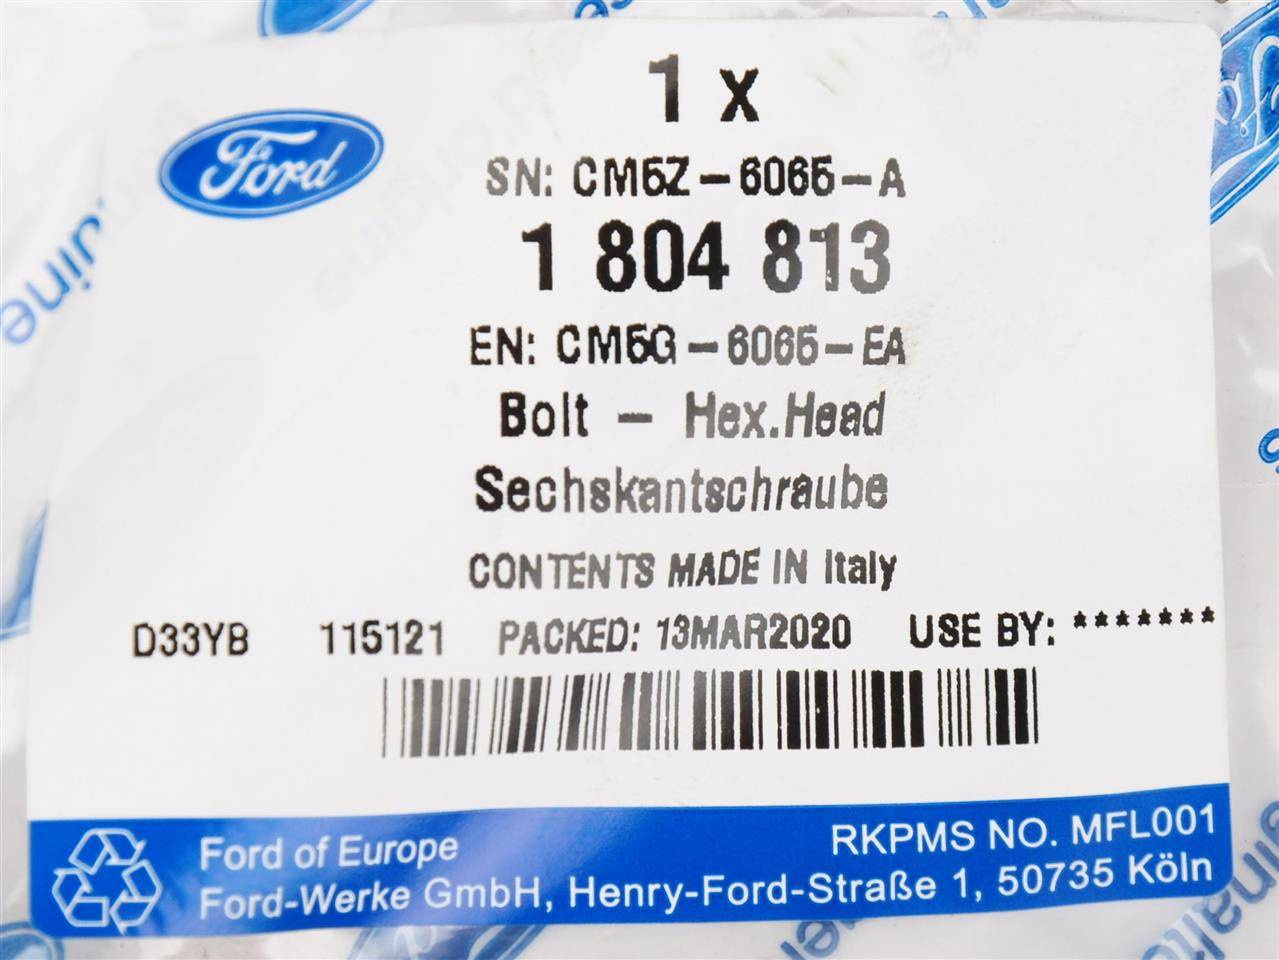 1 x
Ford
SN: CM5Z-6065-A
1 804 813
EN: CM5G-6065-EA
Bolt - Hex.Head
Sechskantschraube
CONTENTS MADE IN Italy
D33YB 115121 PACKED: 13MAR2020 USE BY: *******
RKPMS NO. MFL001
Ford of Europe
Ford-Werke GmbH, Henry-Ford-Straße 1, 50735 Köln